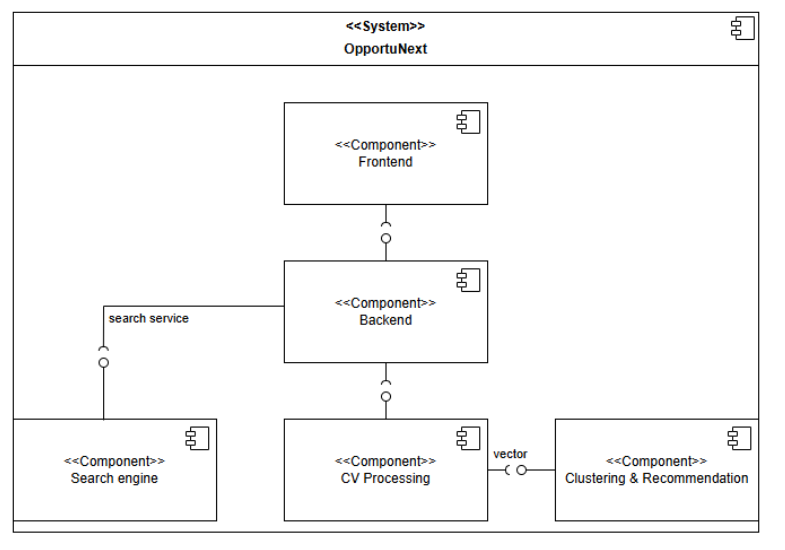 <<System>>
OpportuNext
<<Component>>
Frontend
<<Component>>
Backend
search service
<<Component>>
Search engine
<<Component>>
CV Processing
vector
<<Component>>
Clustering & Recommendation